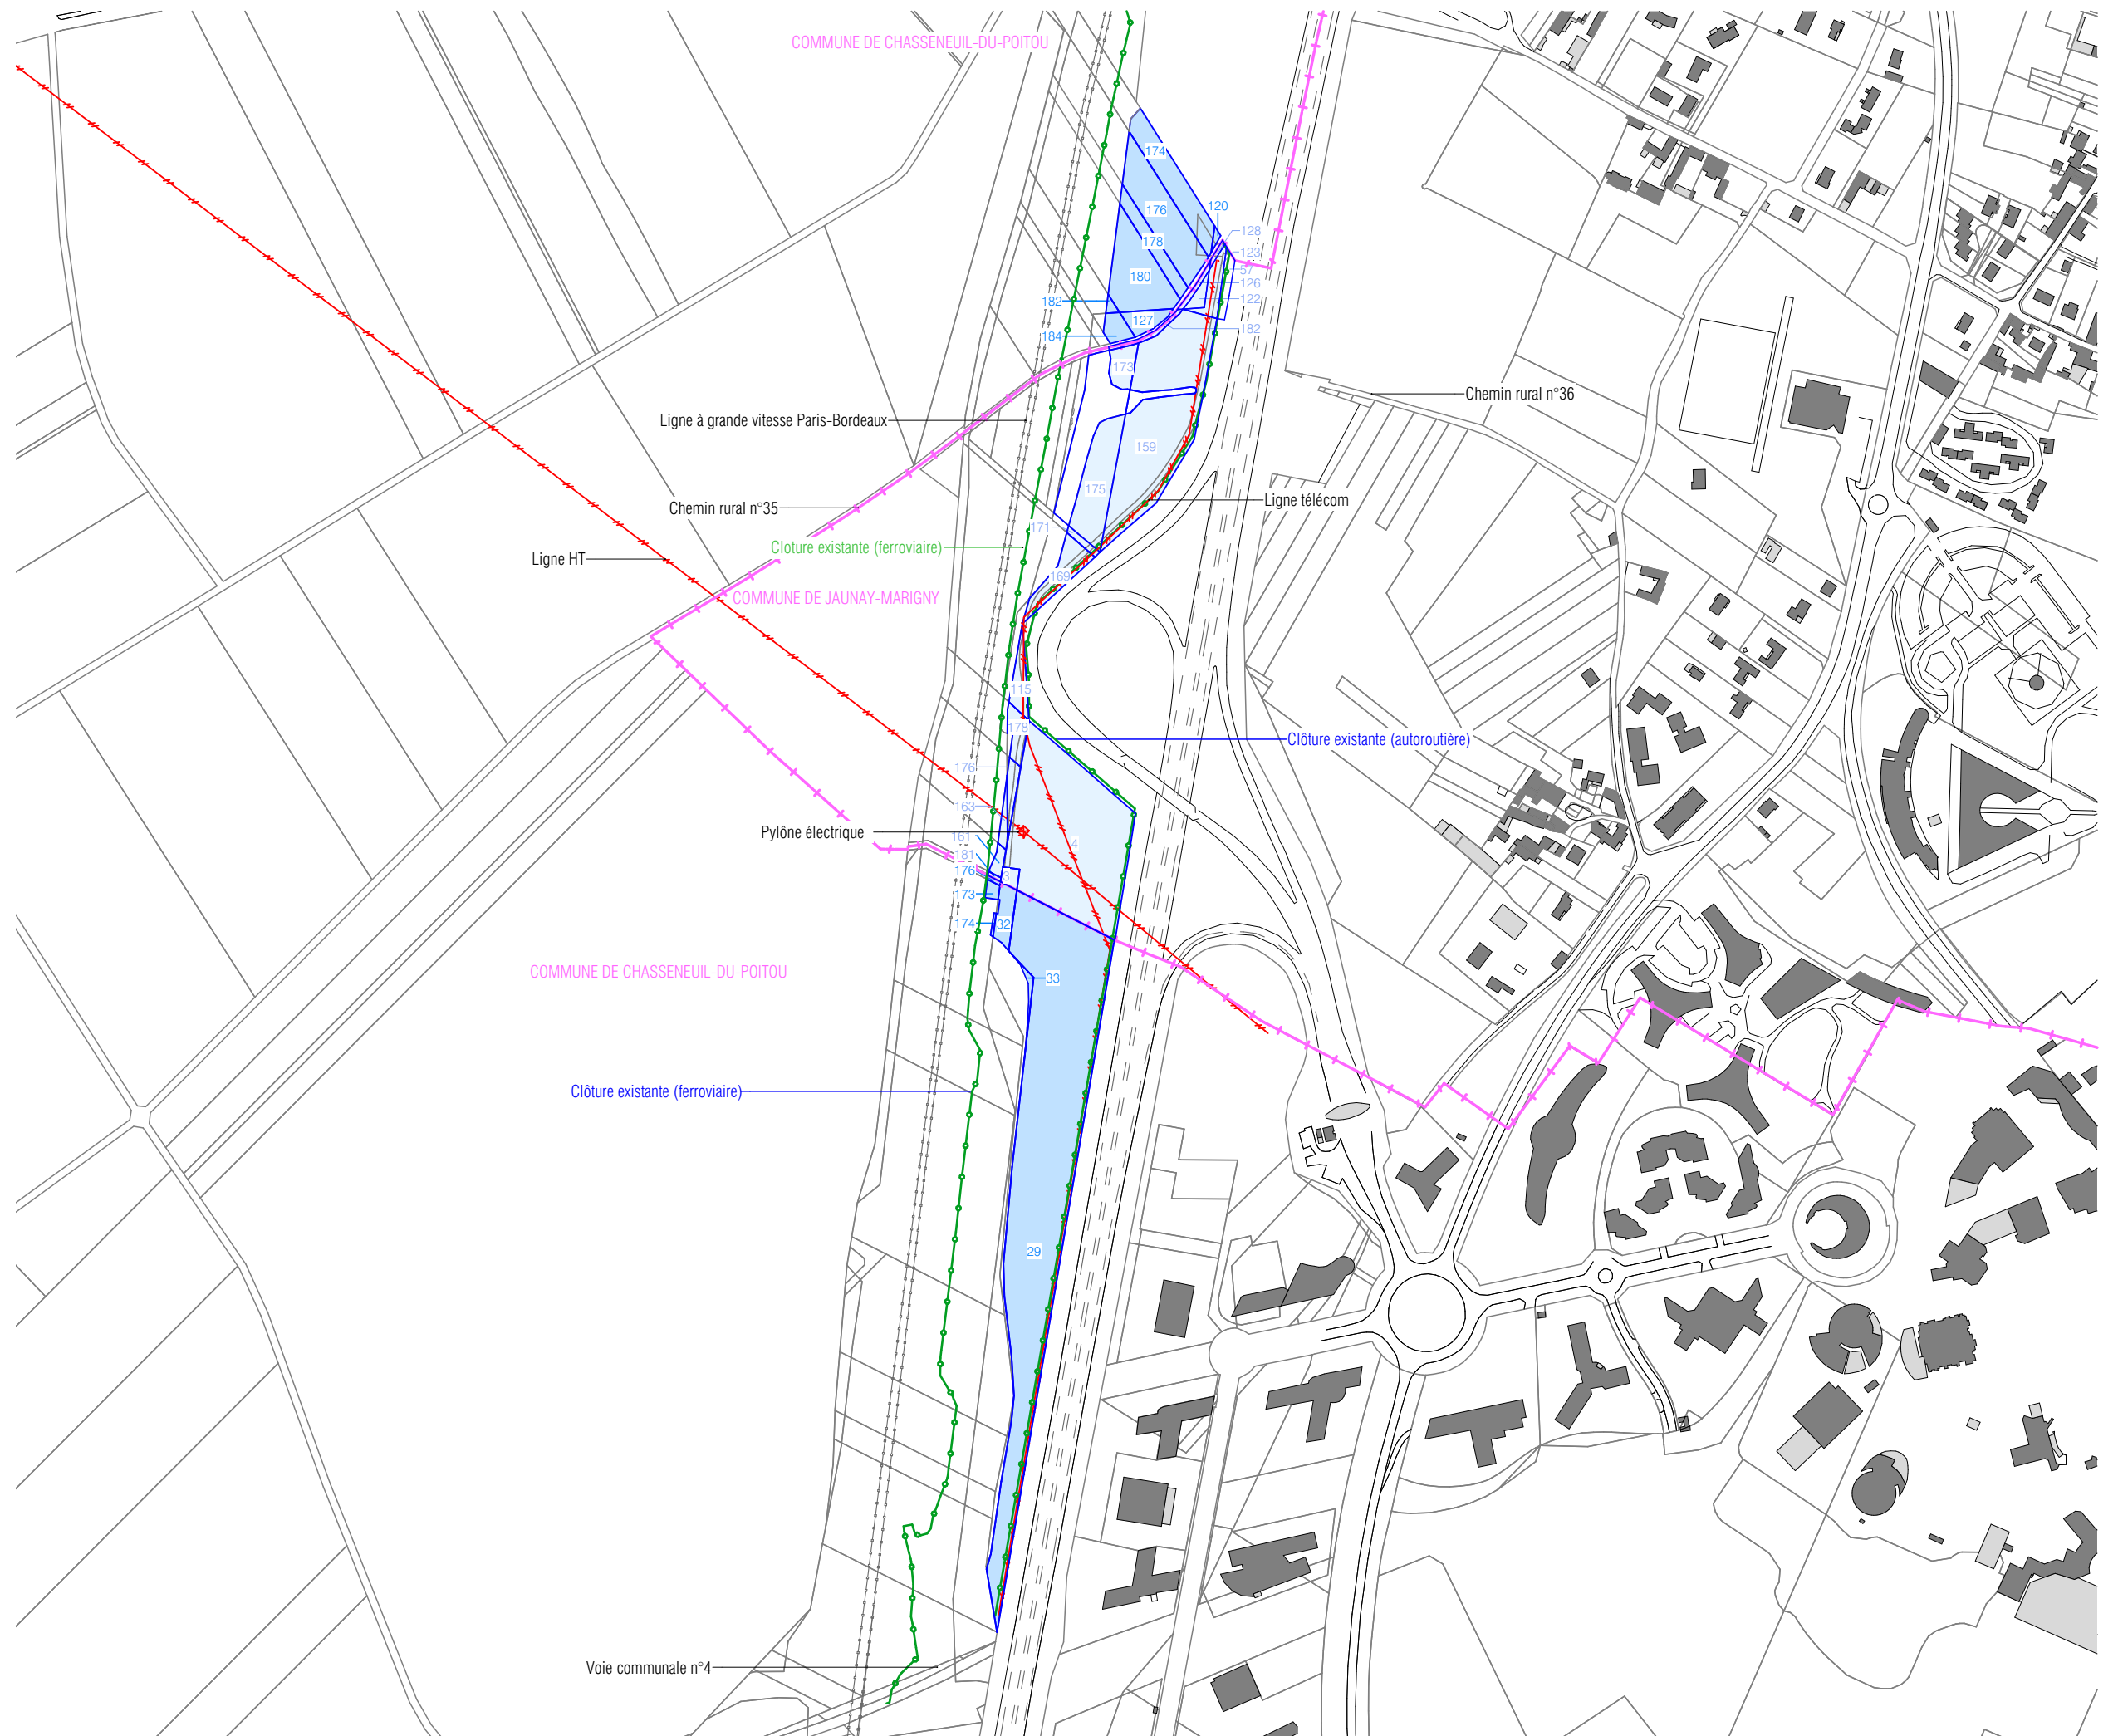 COMMUNE DE CHASSENEUIL-DU-POITOU
174
176
120
178
128
123
57
180
126
122
182
127
182
184
173
Chemin rural n°36
Ligne à grande vitesse Paris-Bordeaux
159
175
Ligne télécom
Chemin rural n°35
171
Cloture existante (ferroviaire)
Ligne HT
169
COMMUNE DE JAUNAY-MARIGNY
115
178
Clôture existante (autoroutière)
176
163
Pylône électrique
161
4
181
176
3
173
174
32
COMMUNE DE CHASSENEUIL-DU-POITOU
33
Clôture existante (ferroviaire)
29
Voie communale n°4